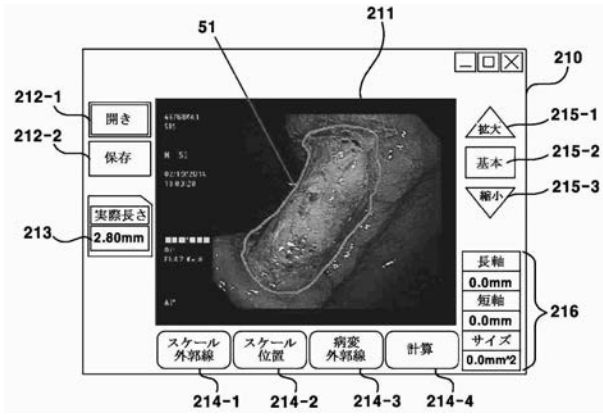 211
51
210
212-1
開き
212-2
保存
実際長さ
213
2.80mm
拡大
215-1
基本
215-2
縮小
215-3
長軸
0.0mm
短軸
0.0mm
サイズ
0.0mm^2
216
スケール
外郭線
スケール
位置
病変
外郭線
計算
214-1
214-2
214-3
214-4